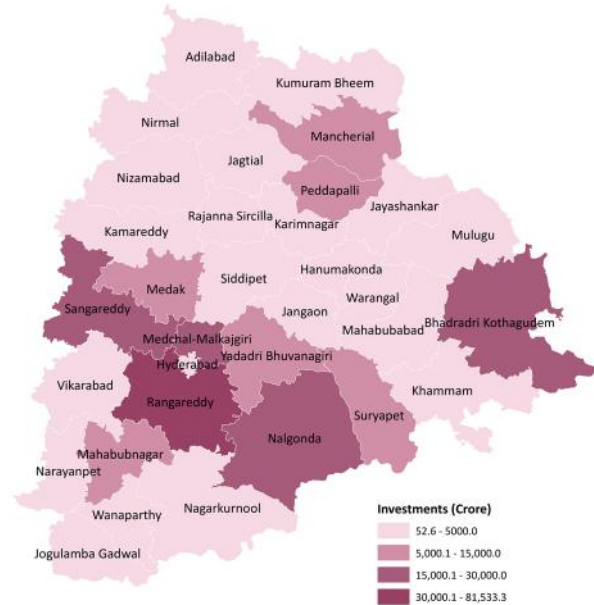 Adilabad
Kumuram Bheem
Nirmal
Mancherial
Jagtial
Nizamabad
Peddapalli
Rajanna Sircilla
Karimnagar
Jayashankar
Kamareddy
Mulugu
Hanumakonda
Siddipet
Medak
Warangal
Sangareddy
Jangaon
Bhadradri Kothagudem
Medchal-Malkajgiri
Mahabubabad
Yadadri Bhuvanagiri
Hyderabad
Vikarabad
Khammam
Rangareddy
Suryapet
Nalgonda
Mahabubnagar
Narayanpet
Nagarkurnool
Wanaparthy
Jogulamba Gadwal
Investments (Crore)
52.6 - 5000.0
5,000.1 - 15,000.0
15,000.1 - 30,000.0
30,000.1 - 81,533.3